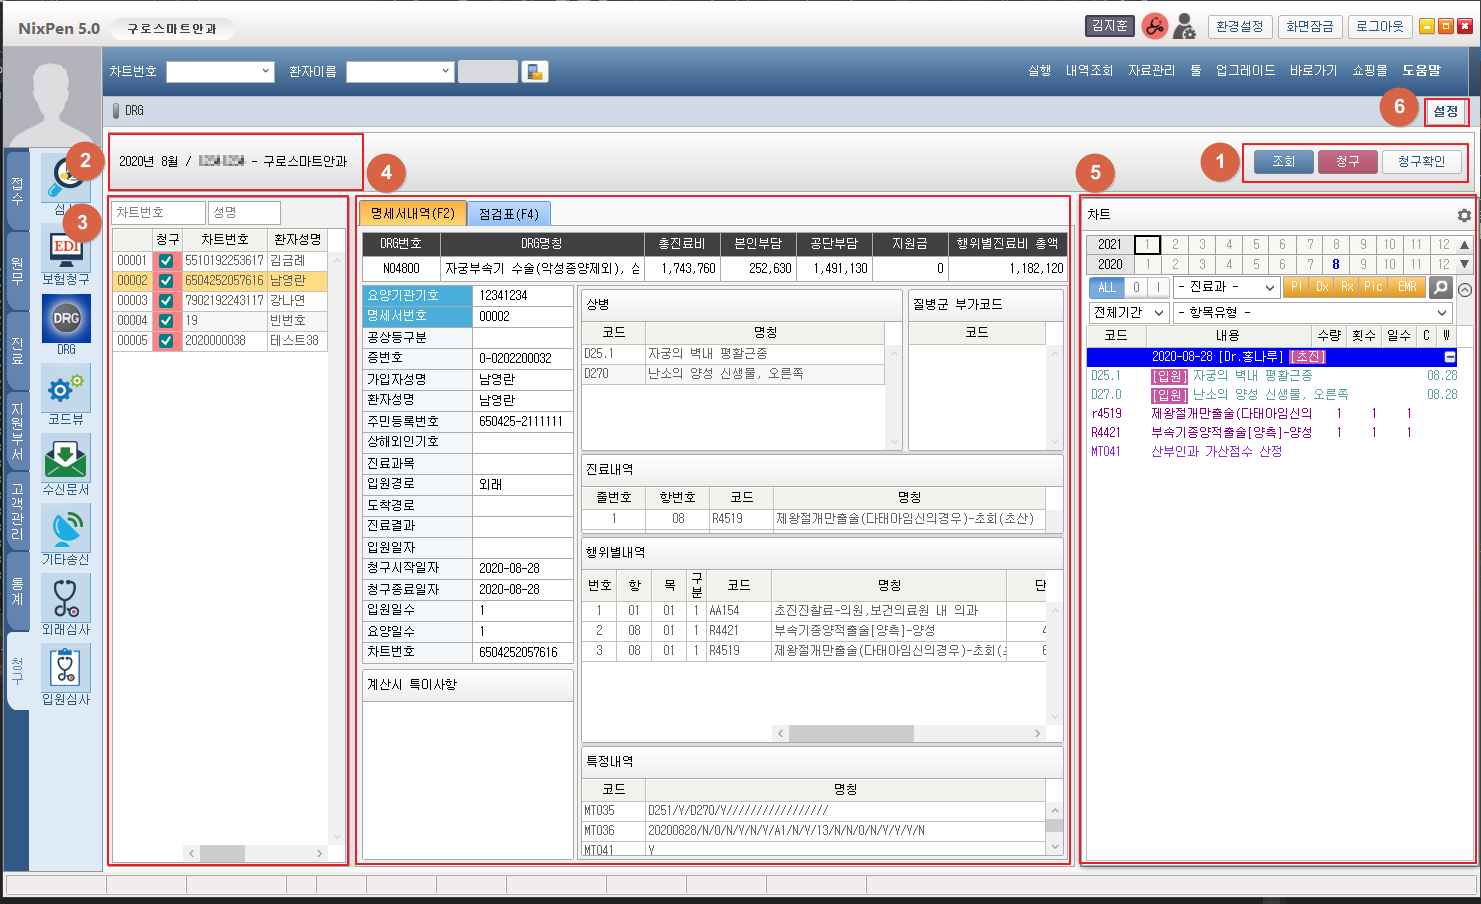 NixPen 5.0
구로스마트안과
김지훈
환경설정
화면잠금
로그아웃
차트번호
환자이름
실행 내역조회 자료관리 툴 업그레이드 바로가기 쇼핑몰 도움말
DRG
6
설정
2
2020년 8월 /
- 구로스마트안과
4
5
1
조회
청구
청구확인
접수
원무
진료
지원부서
고객관리
통계
청구
3
EDI
보험청구
DRG
DRG
코드뷰
수신문서
기타송신
외래심사
입원심사
차트번호
성명
청구 차트번호 환자성명
00001 5510192253617 김금례
00002 6504252057616 남영란
00003 7902192243117 강나연
00004 19 빈번호
00005 2020000038 테스트38
명세서내역(F2)
점검표(F4)
DRG번호 DRG명칭 총진료비 본인부담 공단부담 지원금 행위별진료비 총액
N04800 자궁부속기 수술(악성종양제외), 1,743,760 252,630 1,491,130 0 1,182,120
요양기관기호 12341234
명세서번호 00002
공상등구분
증번호 0-0202200032
가입자성명 남영란
환자성명 남영란
주민등록번호 650425-2111111
상해외인기호
진료과목
입원경로 외래
도착경로
진료결과
입원일자
청구시작일자 2020-08-28
청구종료일자 2020-08-28
입원일수 1
요양일수 1
차트번호 6504252057616
계산시 특이사항
상병
코드 명칭
D25.1 자궁의 벽내 평활근종
D270 난소의 양성 신생물, 오른쪽
질병군 부가코드
코드
진료내역
줄번호 항번호 코드 명칭
1 08 R4519 제왕절개만출술(다태아임신의경우)-초회(초산)
행위별내역
번호 항 목 구분 코드 명칭 단
1 01 01 1 AA154 초진진찰료-의원,보건의료원 내 의과
2 08 01 1 R4421 부속기종양적출술[양측]-양성
3 08 01 1 R4519 제왕절개만출술(다태아임신의경우)-초회(
특정내역
코드 명칭
MT035 D251/Y/D270/Y/////////////////
MT036 20200828/N/O/N/Y/N/Y/A1/N/Y/13/N/N/O/N/Y/Y/Y/N
MT041 Y
차트
2021 1 2 3 4 5 6 7 8 9 10 11 12
2020 1 2 3 4 5 6 7 8 9 10 11 12
ALL O I - 진료과 - PI Dx Rx Pic EMR
전체기간 - 항목유형 -
코드 내용 수량 횟수 일수 C W
2020-08-28 [Dr.홍나루] [초진]
D25.1 [입원] 자궁의 벽내 평활근종 08.28
D27.0 [입원] 난소의 양성 신생물, 오른쪽 08.28
r4519 제왕절개만출술(다태아임신의 1 1 1
R4421 부속기종양적출술[양측]-양성 1 1 1
MT041 산부인과 가산점수 산정